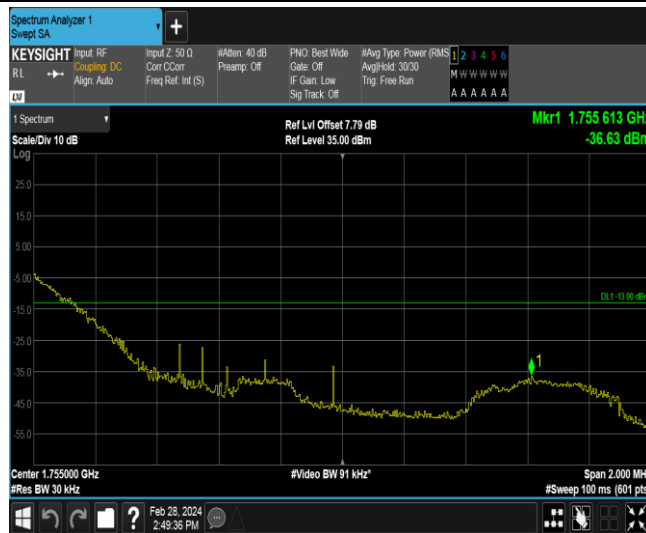 Spectrum Analyzer 1
Swept SA
+
KEYSIGHT
Input: RF
Coupling: DC
Align: Auto
Input Z: 50 Ω
Corr CCorr
Freq Ref: Int (S)
#Atten: 40 dB
Preamp: Off
PNO: Best Wide
Gate: Off
IF Gain: Low
Sig Track: Off
#Avg Type: Power (RMS
Avg|Hold: 30/30
Trig: Free Run
1 2 3 4 5 6
M W W W W W
A A A A A A
RL
LXI
1 Spectrum
Scale/Div 10 dB
Ref Lvl Offset 7.79 dB
Ref Level 35.00 dBm
Mkr1 1.755 613 GHz
-36.63 dBm
Log
25.0
15.0
5.00
-5.00
-15.0
-25.0
-35.0
-45.0
-55.0
DL1 -13.00 dBm
1
Center 1.755000 GHz
#Res BW 30 kHz
#Video BW 91 kHz*
Span 2.000 MH
#Sweep 100 ms (601 pts
?
Feb 28, 2024
2:49:36 PM